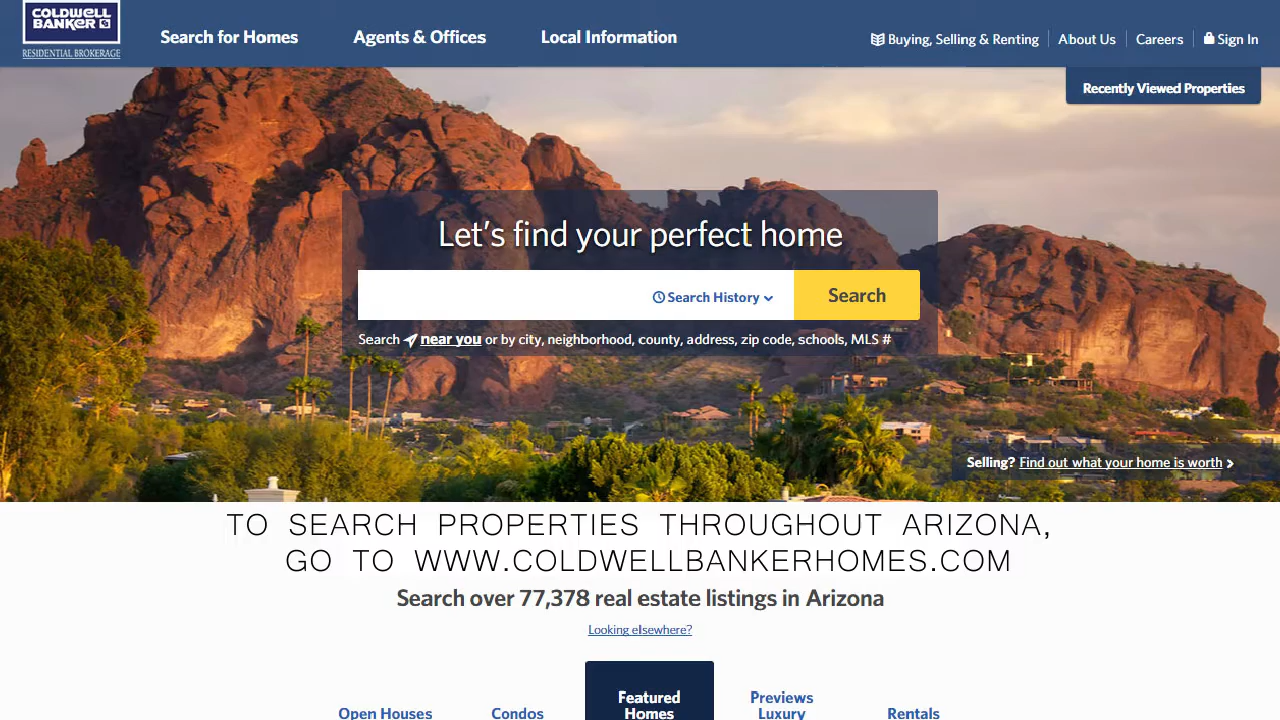 COLDWELL
BANKER
RESIDENTIAL BROKERAGE
Search for Homes
Agents & Offices
Local Information
Buying, Selling & Renting
About Us
Careers
Sign In
Recently Viewed Properties
Let's find your perfect home
Search History
Search
Search near you or by city, neighborhood, county, address, zip code, schools, MLS #
Selling? Find out what your home is worth
TO SEARCH PROPERTIES THROUGHOUT ARIZONA,
GO TO WWW.COLDWELLBANKERHOMES.COM
Search over 77,378 real estate listings in Arizona
Looking elsewhere?
Open Houses
Condos
Featured
Homes
Previews
Luxury
Rentals